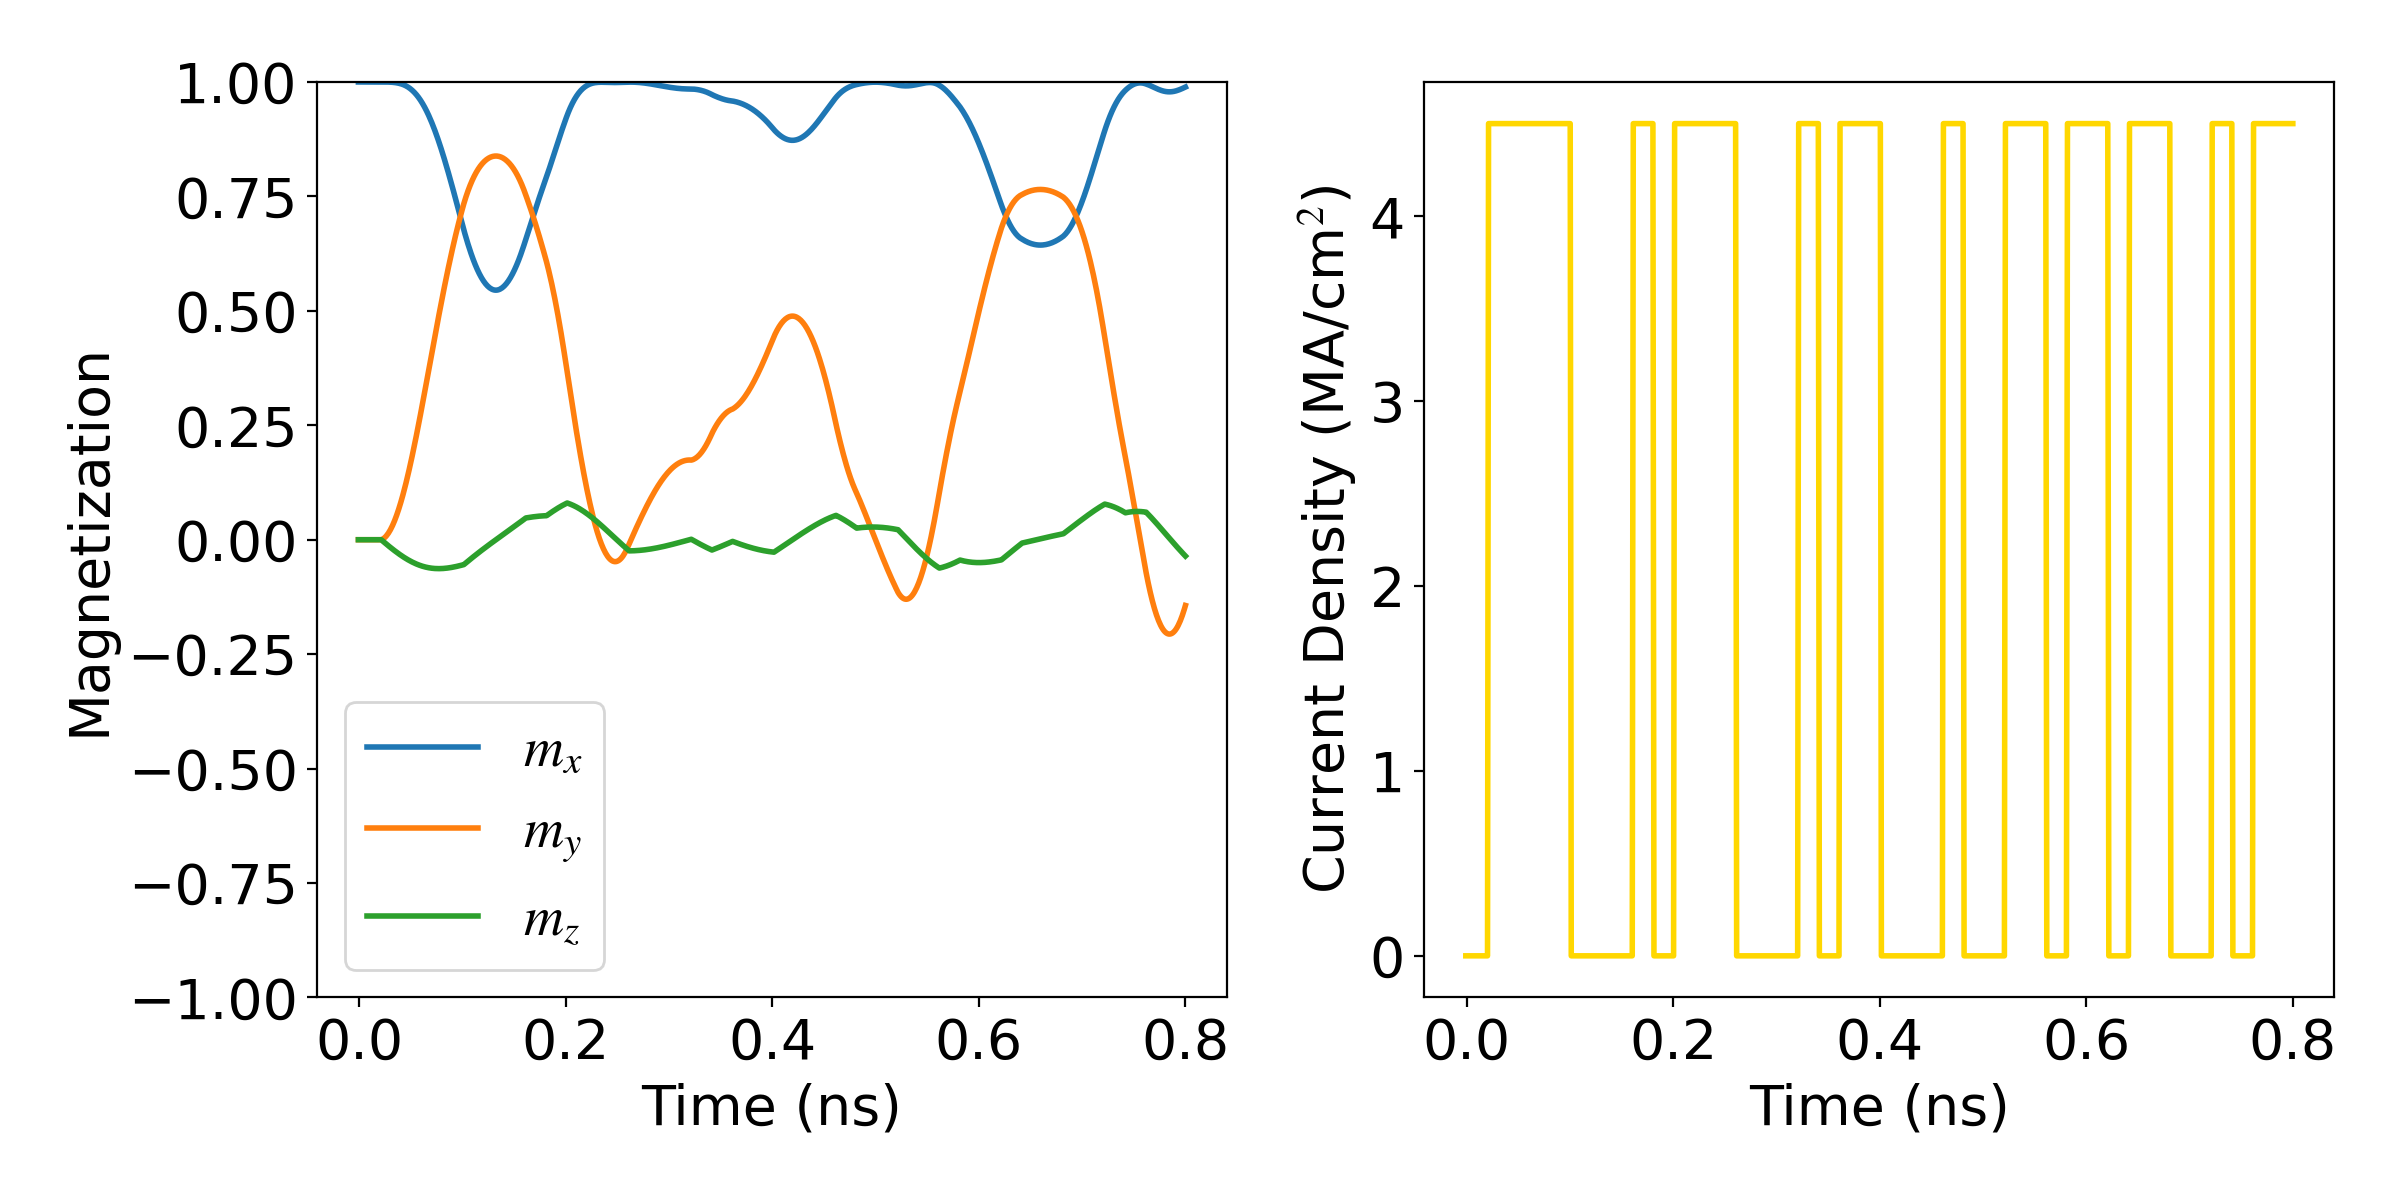 1.00
0.75
0.50
0.25
0.00
−0.25
−0.50
−0.75
−1.00
Magnetization
m_x
m_y
m_z
0.0 0.2 0.4 0.6 0.8
Time (ns)
4
3
2
1
0
Current Density (MA/cm²)
0.0 0.2 0.4 0.6 0.8
Time (ns)